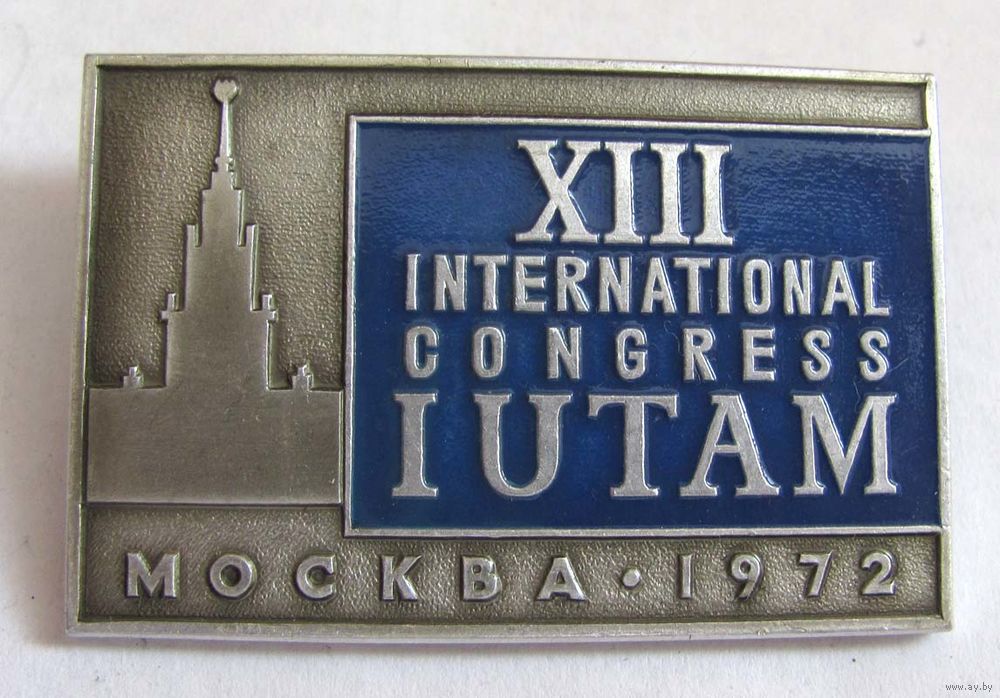 XIII
INTERNATIONAL
CONGRESS
IUTAM
МОСКВА • 1972
www.ay.by